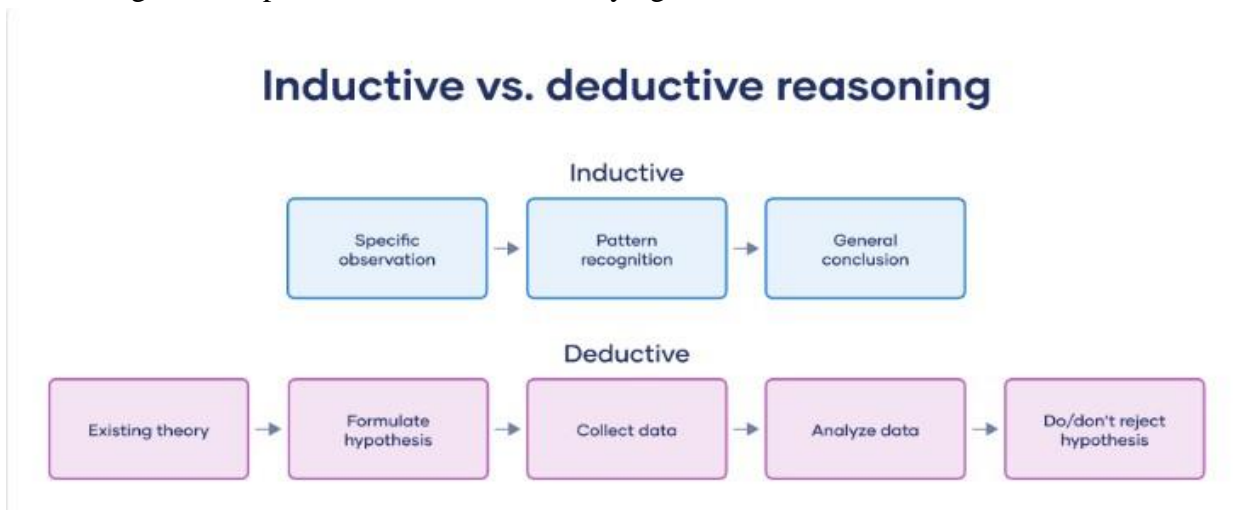 Inductive vs. deductive reasoning
Inductive
Specific
observation
Pattern
recognition
General
conclusion
Deductive
Existing theory
Formulate
hypothesis
Collect data
Analyze data
Do/don't reject
hypothesis